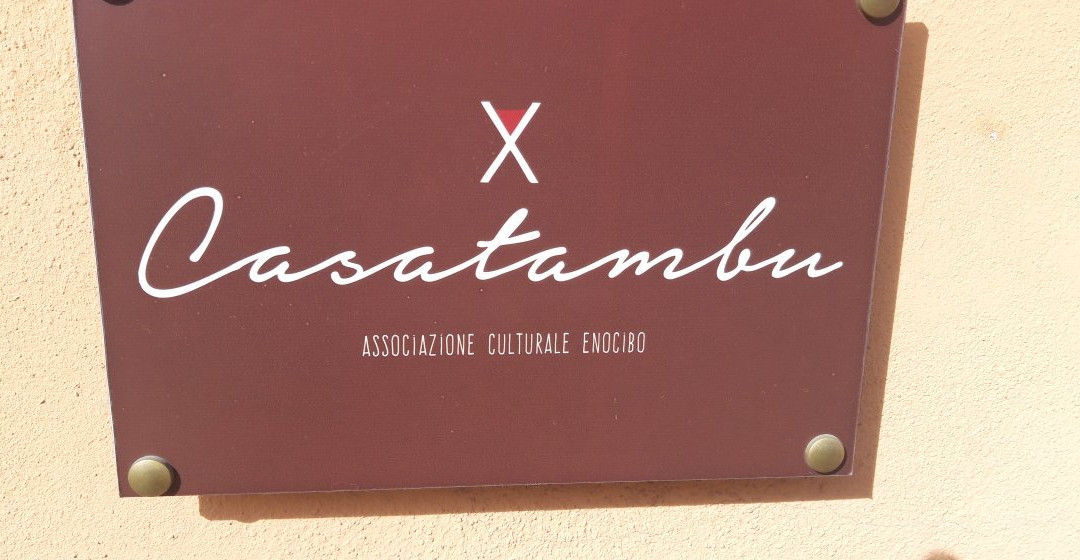 X
Casatambu
ASSOCIAZIONE CULTURALE ENOCIBO